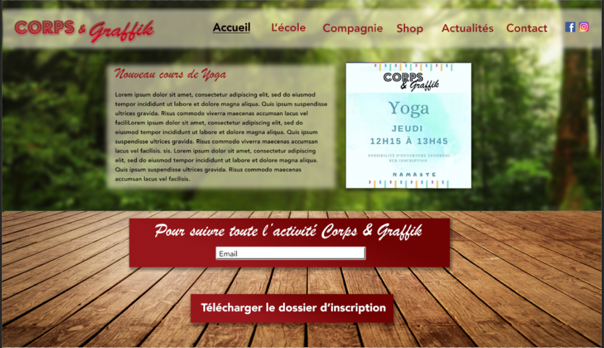 CORPS & Graffik
Accueil
L'école
Compagnie
Shop
Actualités
Contact
Nouveau cours de Yoga
Lorem ipsum dolor sit amet, consectetur adipiscing elit, sed do eiusmod
tempor incididunt ut labore et dolore magna aliqua. Quis ipsum suspendisse
ultrices gravida. Risus commodo viverra maecenas accumsan lacus vel
faciliLorem ipsum dolor sit amet, consectetur adipiscing elit, sed do
eiusmod tempor incididunt ut labore et dolore magna aliqua. Quis ipsum
suspendisse ultrices gravida. Risus commodo viverra maecenas accumsan
lacus vel facilisis. sis. Lorem ipsum dolor sit amet, consectetur adipiscing
elit, sed do eiusmod tempor incididunt ut labore et dolore magna aliqua.
Quis ipsum suspendisse ultrices gravida. Risus commodo viverra maecenas
accumsan lacus vel facilisis.
CORPS
& Graffik
Yoga
JEUDI
12H15 À 13H45
NAMASTE
Pour suivre toute l'activité Corps & Graffik
Email
Télécharger le dossier d'inscription